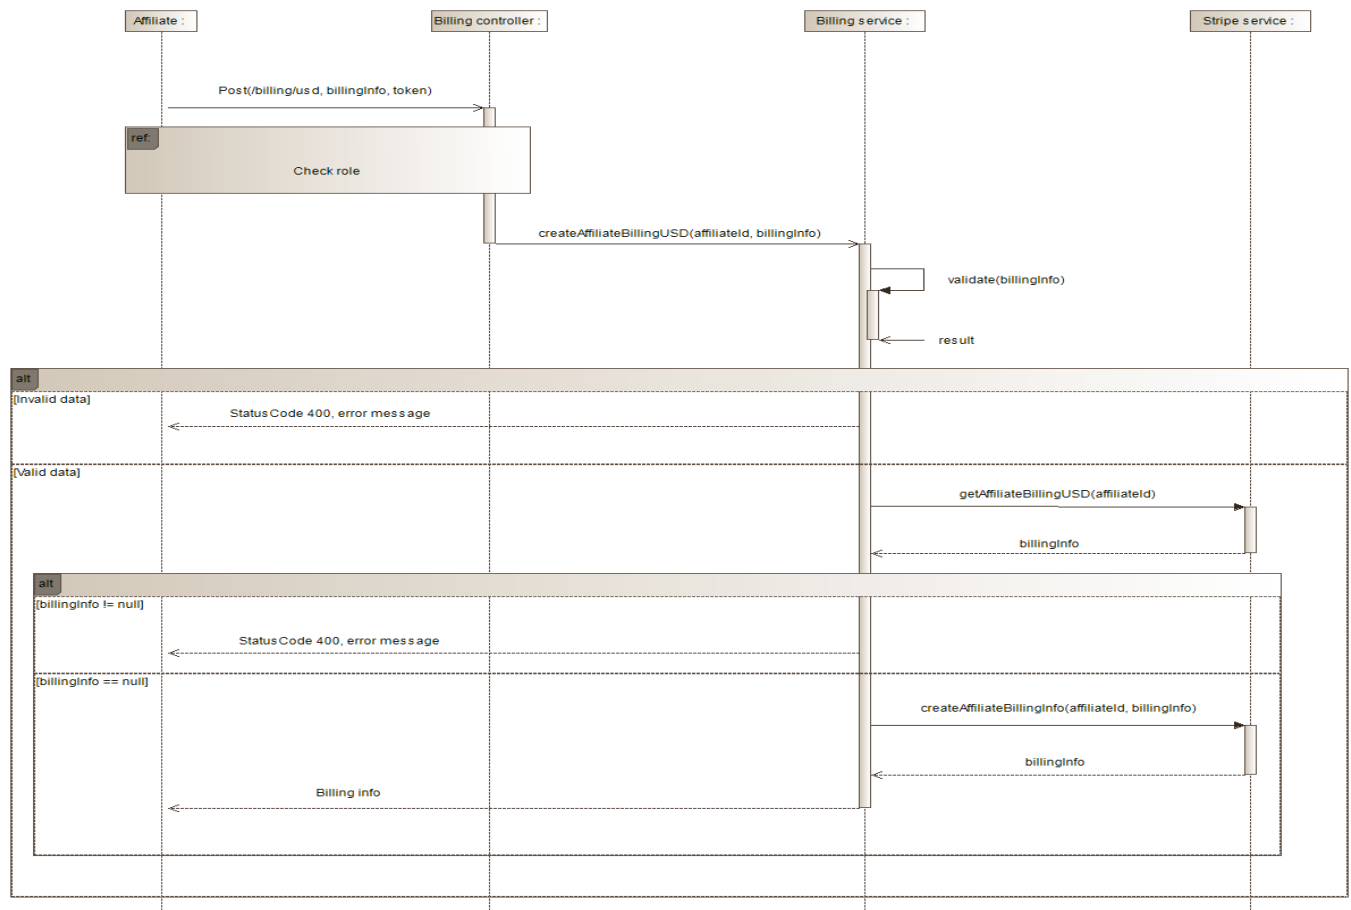 Affiliate :
Billing controller :
Billing service :
Stripe service :
Post(/billing/usd, billingInfo, token)
ref:
Check role
createAffiliateBillingUSD(affiliateId, billingInfo)
validate(billingInfo)
result
alt
[Invalid data]
StatusCode 400, error message
[Valid data]
getAffiliateBillingUSD(affiliateId)
billingInfo
alt
[billingInfo != null]
StatusCode 400, error message
[billingInfo == null]
createAffiliateBillingInfo(affiliateId, billingInfo)
billingInfo
Billing info